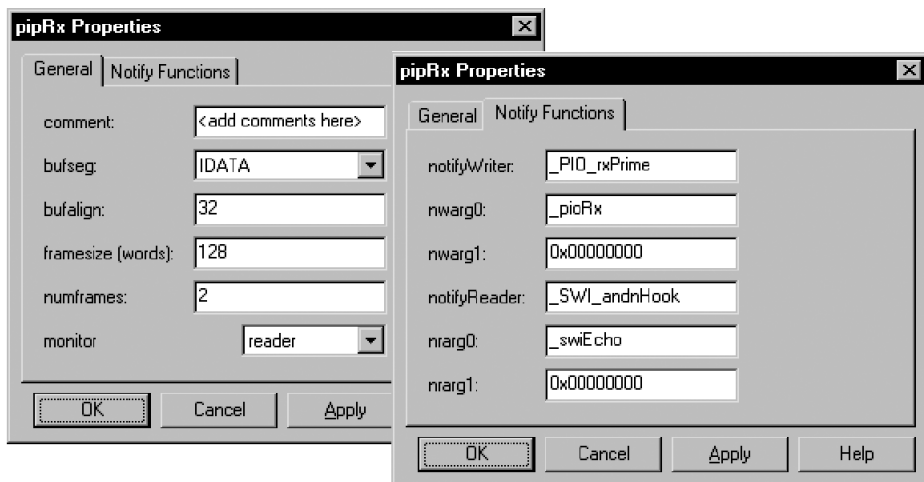 pipRx Properties
General Notify Functions
comment: <add comments here>
bufseg: IDATA
bufalign: 32
framesize (words): 128
numframes: 2
monitor reader
OK Cancel Apply
pipRx Properties
General Notify Functions
notifyWriter: _PIO_rxPrime
nwarg0: _pioRx
nwarg1: 0x00000000
notifyReader: _SWI_andnHook
nrarg0: _swiEcho
nrarg1: 0x00000000
OK Cancel Apply Help